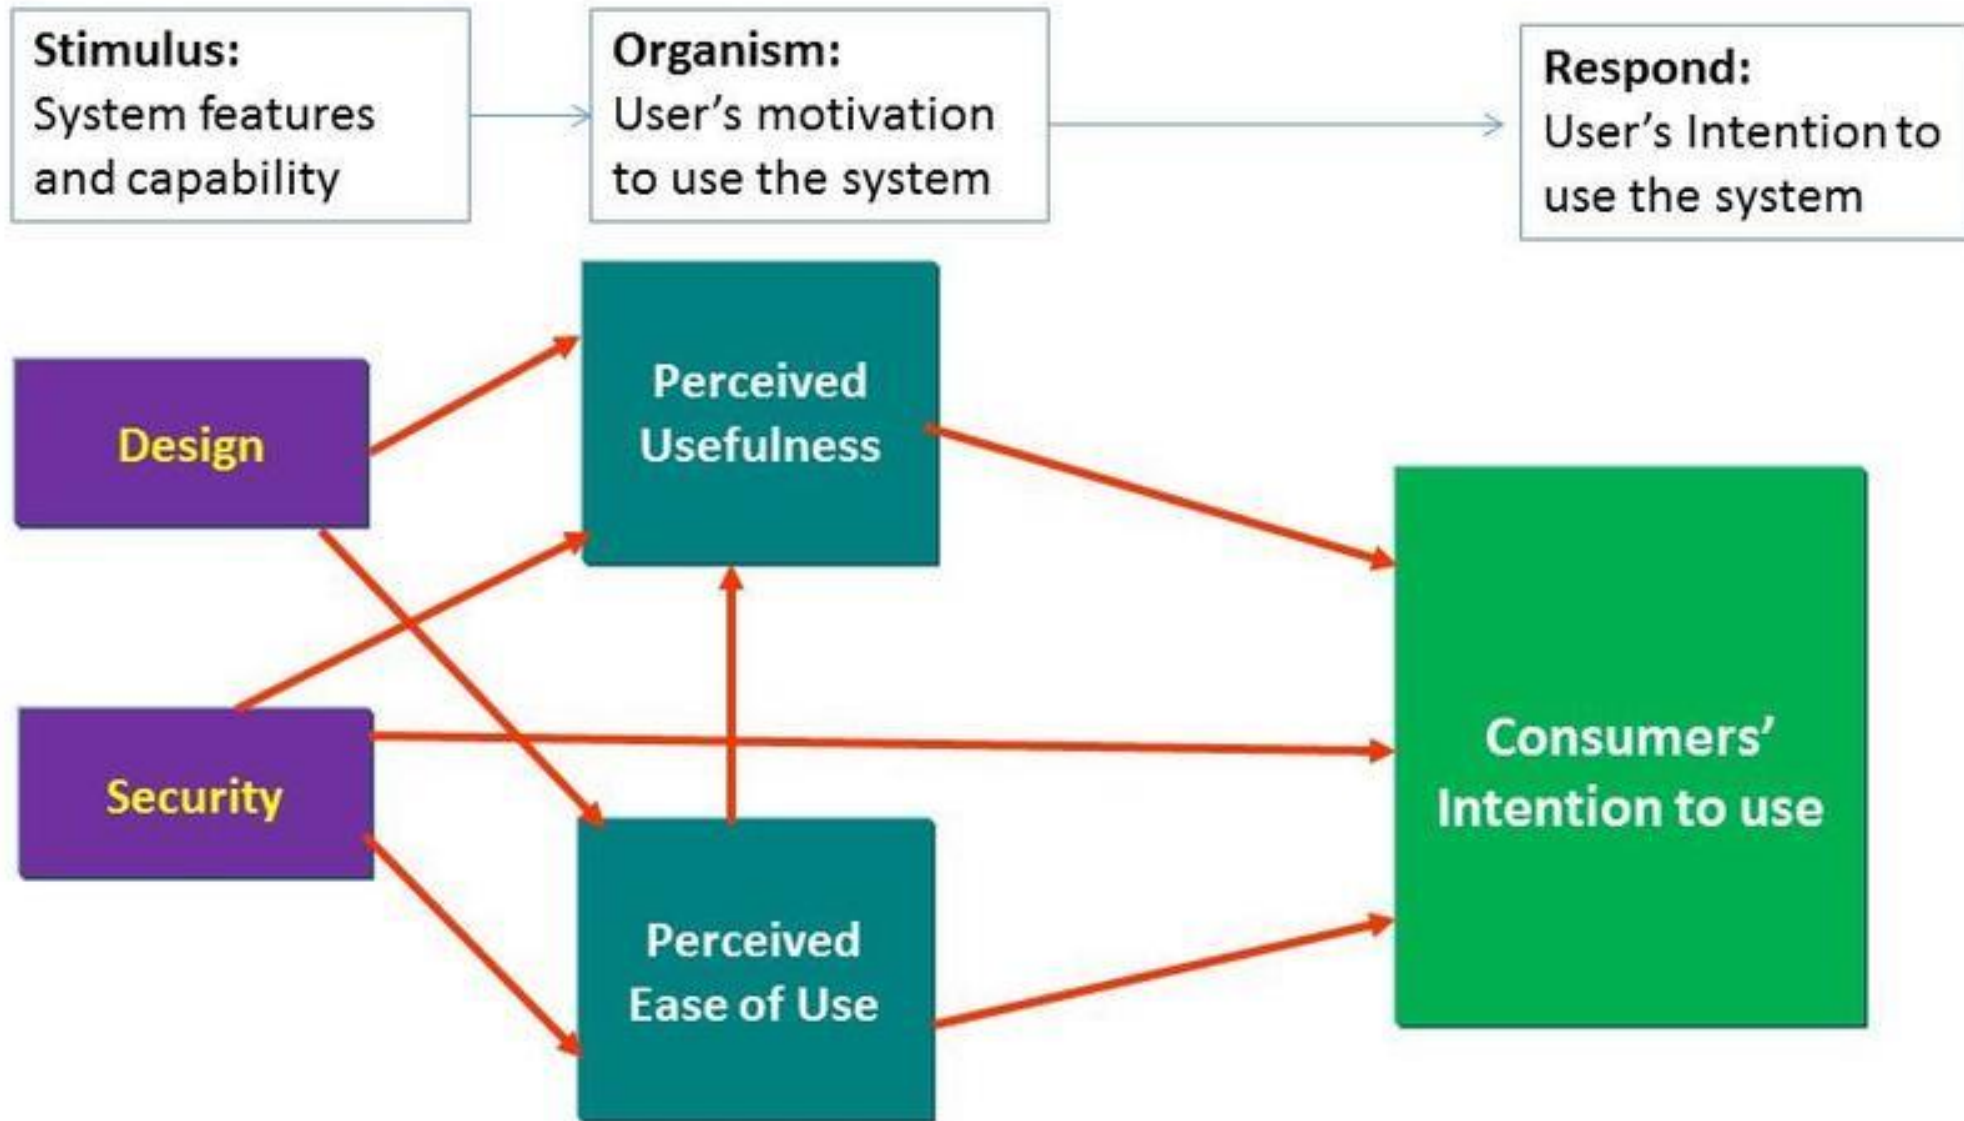 Stimulus:
System features
and capability
Organism:
User’s motivation
to use the system
Respond:
User’s Intention to
use the system
Perceived
Usefulness
Design
Security
Perceived
Ease of Use
Consumers’
Intention to use